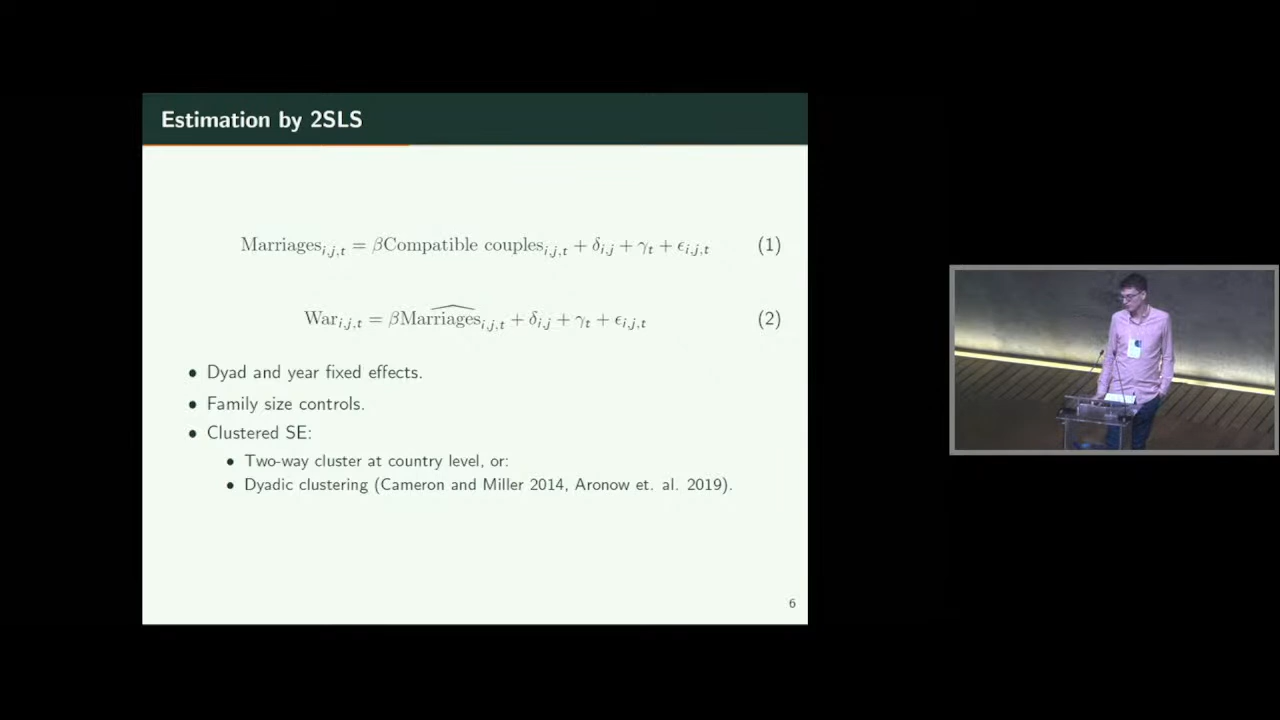 Estimation by 2SLS
Marriages_{i,j,t} = βCompatible couples_{i,j,t} + δ_{i,j} + γ_t + ϵ_{i,j,t} (1)
War_{i,j,t} = β\widehat{Marriages}_{i,j,t} + δ_{i,j} + γ_t + ϵ_{i,j,t} (2)
• Dyad and year fixed effects.
• Family size controls.
• Clustered SE:
• Two-way cluster at country level, or:
• Dyadic clustering (Cameron and Miller 2014, Aronow et. al. 2019).
6